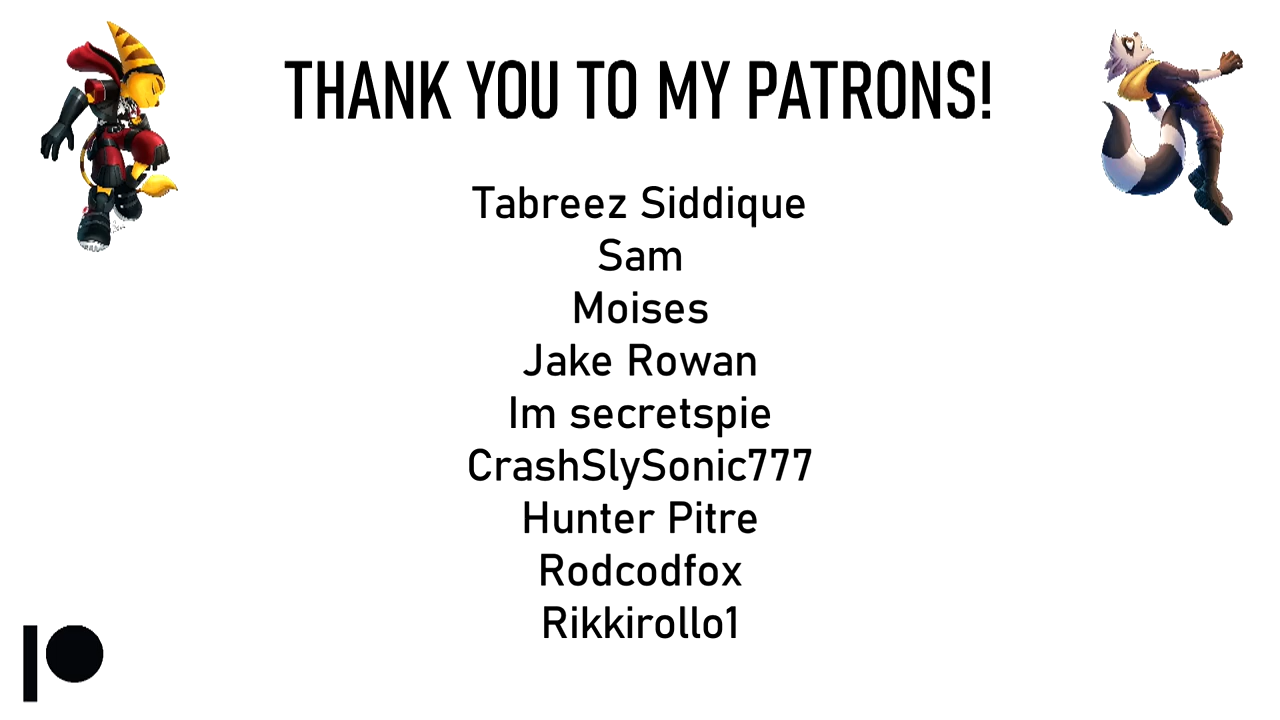 THANK YOU TO MY PATRONS!
Tabreez Siddique
Sam
Moises
Jake Rowan
Im secretspie
CrashSlySonic777
Hunter Pitre
Rodcodfox
Rikkirollo1